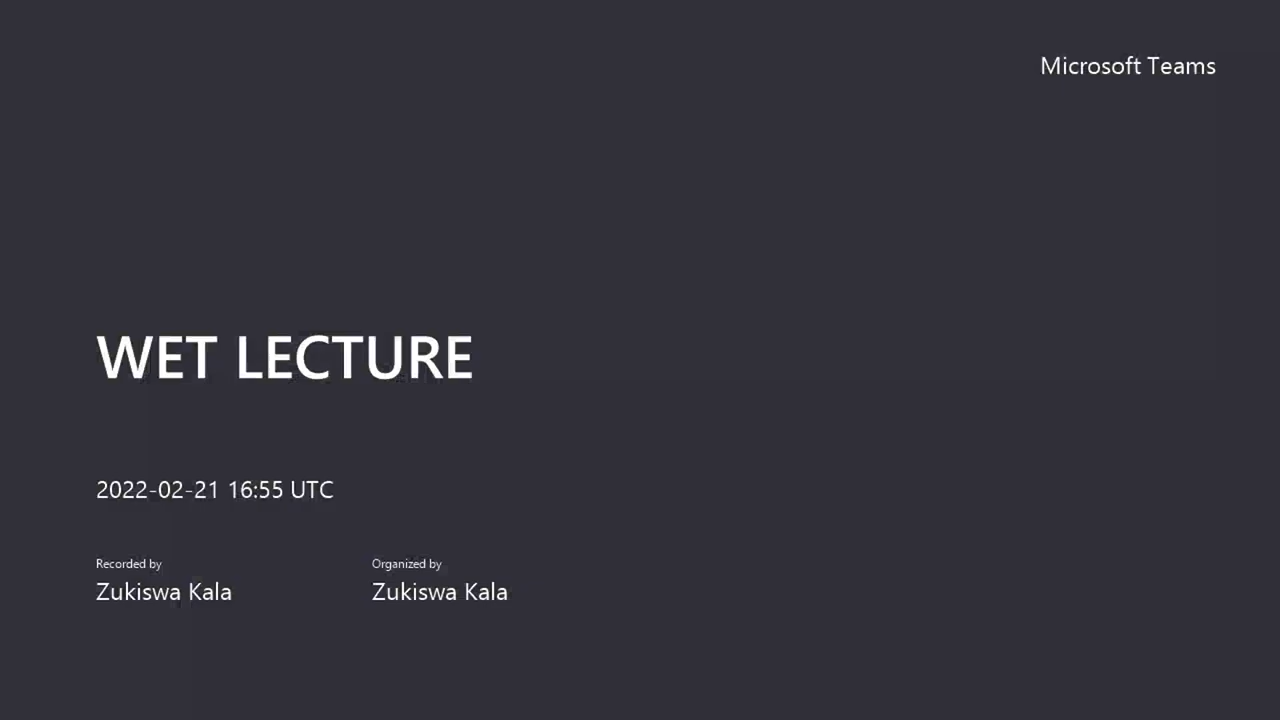 Microsoft Teams
WET LECTURE
2022-02-21 16:55 UTC
Recorded by
Zukiswa Kala
Organized by
Zukiswa Kala